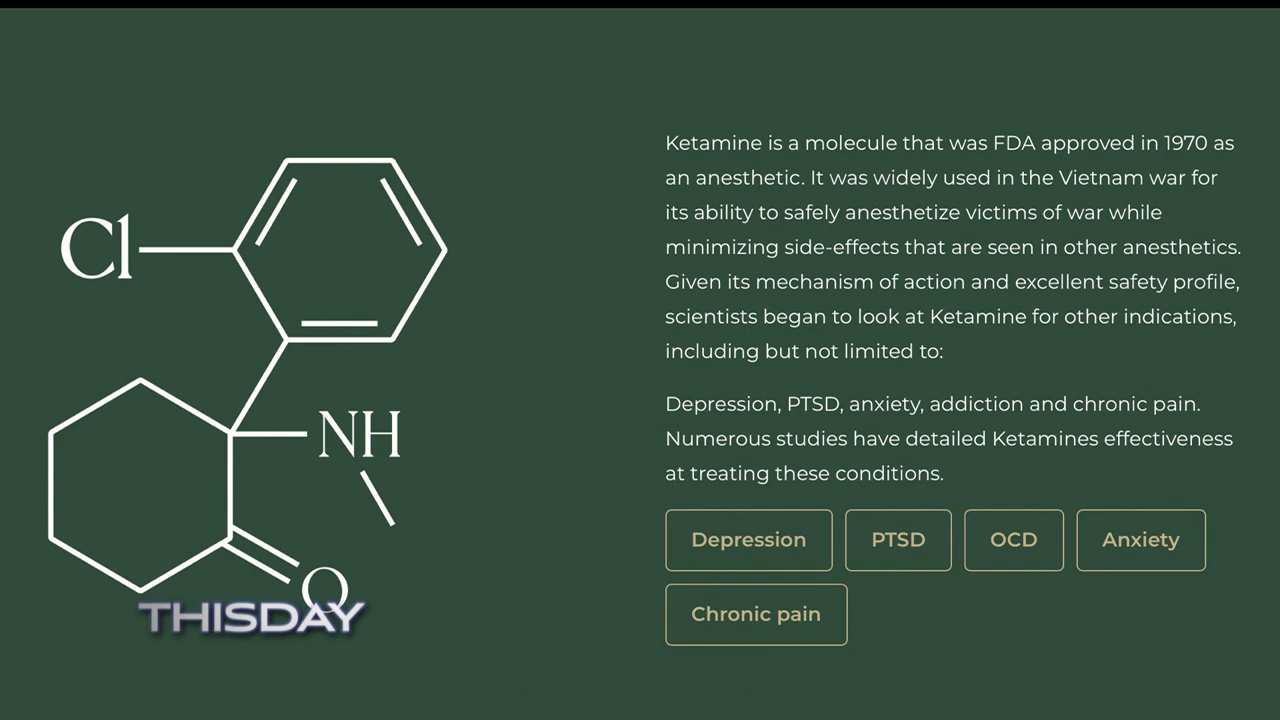 Cl
NH
O
THISDAY
Ketamine is a molecule that was FDA approved in 1970 as
an anesthetic. It was widely used in the Vietnam war for
its ability to safely anesthetize victims of war while
minimizing side-effects that are seen in other anesthetics.
Given its mechanism of action and excellent safety profile,
scientists began to look at Ketamine for other indications,
including but not limited to:
Depression, PTSD, anxiety, addiction and chronic pain.
Numerous studies have detailed Ketamines effectiveness
at treating these conditions.
Depression PTSD OCD Anxiety
Chronic pain